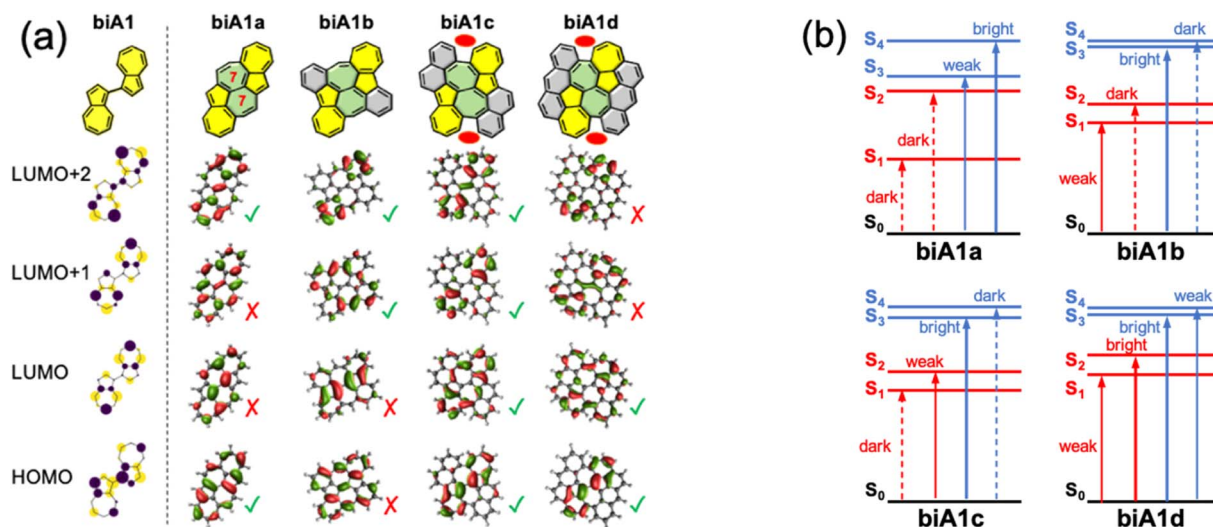 (a) biA1 biA1a biA1b biA1c biA1d
7
7
LUMO+2
✓ ✓ ✓ ✗
LUMO+1
✗ ✓ ✓ ✗
LUMO
✗ ✗ ✓ ✓
HOMO
✓ ✗ ✓ ✓
(b)
S₄ bright
S₃ weak
S₂
dark
S₁
dark
S₀
biA1a
S₄ dark
S₃ bright
S₂ dark
S₁
weak
S₀
biA1b
S₄ dark
S₃ bright
S₂ weak
S₁
dark
S₀
biA1c
S₄ weak
S₃ bright
S₂ bright
S₁
weak
S₀
biA1d